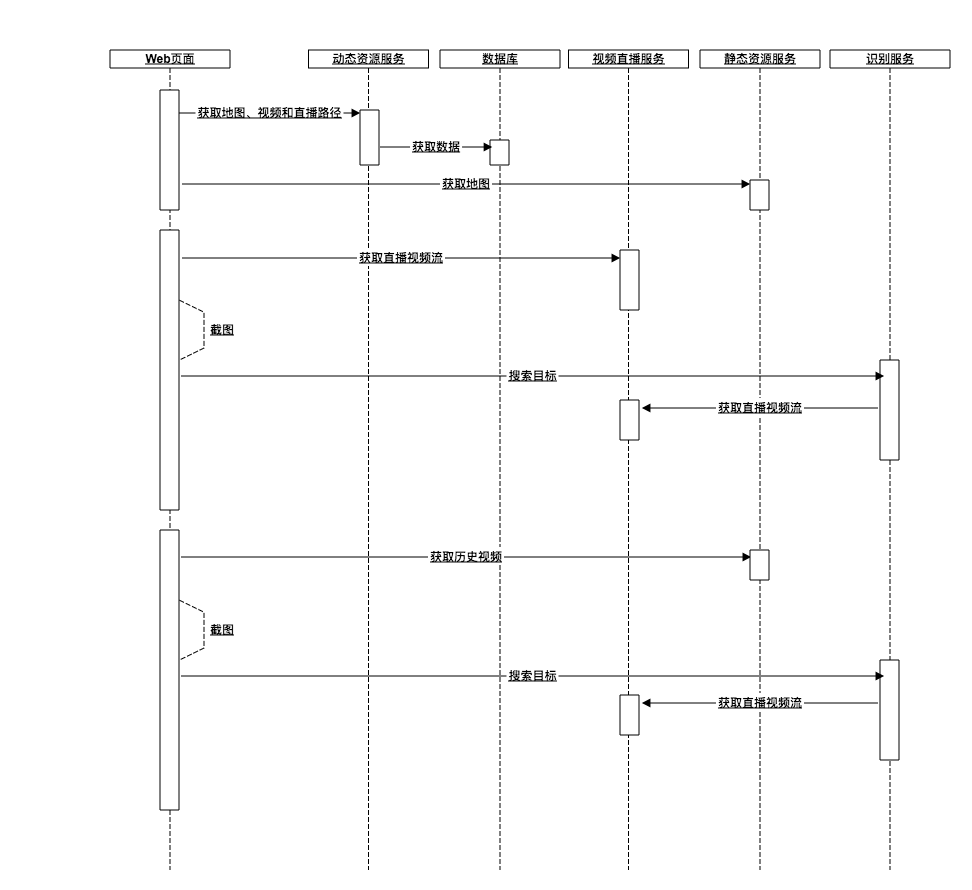 Web页面
动态资源服务
数据库
视频直播服务
静态资源服务
识别服务
获取地图、视频和直播路径
获取数据
获取地图
获取直播视频流
截图
搜索目标
获取直播视频流
获取历史视频
截图
搜索目标
获取直播视频流